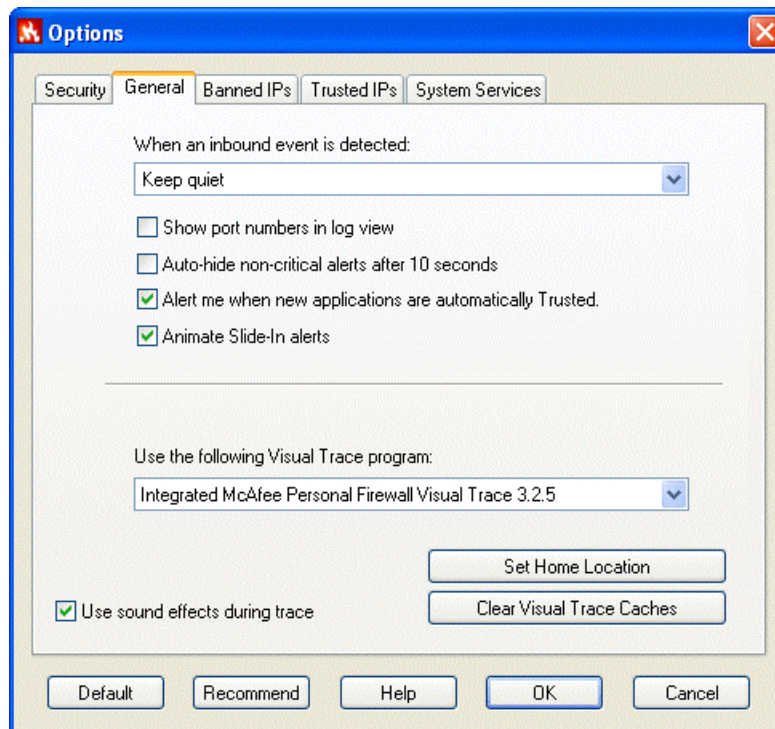 Options
Security General Banned IPs Trusted IPs System Services
When an inbound event is detected:
Keep quiet
Show port numbers in log view
Auto-hide non-critical alerts after 10 seconds
Alert me when new applications are automatically Trusted.
Animate Slide-In alerts
Use the following Visual Trace program:
Integrated McAfee Personal Firewall Visual Trace 3.2.5
Set Home Location
Use sound effects during trace
Clear Visual Trace Caches
Default Recommend Help OK Cancel